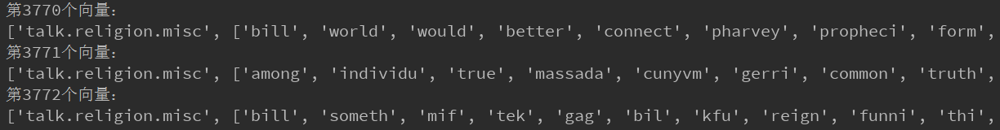 第3770个向量:
['talk.religion.misc', ['bill', 'world', 'would', 'better', 'connect', 'pharvey', 'propheci', 'form',
第3771个向量:
['talk.religion.misc', ['among', 'individu', 'true', 'massada', 'cunyvm', 'gerri', 'common', 'truth',
第3772个向量:
['talk.religion.misc', ['bill', 'someth', 'mif', 'tek', 'gag', 'bil', 'kfu', 'reign', 'funni', 'thi',